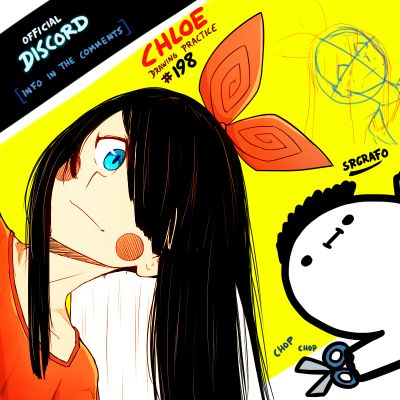 OFFICIAL
DISCORD
[INFO IN THE COMMENTS]
CHLOE
DRAWING PRACTICE
#198
SRGRAFO
CHOP
CHOP